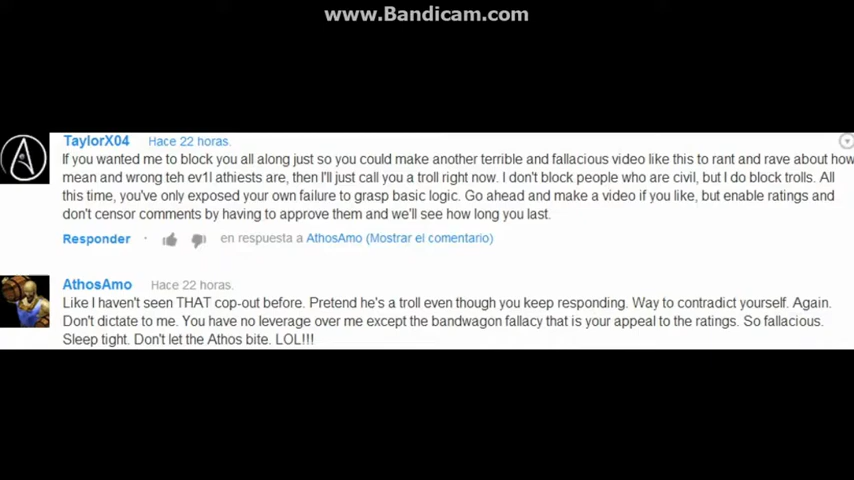 www.Bandicam.com
TaylorX04 Hace 22 horas.
If you wanted me to block you all along just so you could make another terrible and fallacious video like this to rant and rave about how
mean and wrong teh ev1l athiests are, then I'll just call you a troll right now. I don't block people who are civil, but I do block trolls. All
this time, you've only exposed your own failure to grasp basic logic. Go ahead and make a video if you like, but enable ratings and
don't censor comments by having to approve them and we'll see how long you last.
Responder · en respuesta a AthosAmo (Mostrar el comentario)
AthosAmo Hace 22 horas.
Like I haven't seen THAT cop-out before. Pretend he's a troll even though you keep responding. Way to contradict yourself. Again.
Don't dictate to me. You have no leverage over me except the bandwagon fallacy that is your appeal to the ratings. So fallacious.
Sleep tight. Don't let the Athos bite. LOL!!!